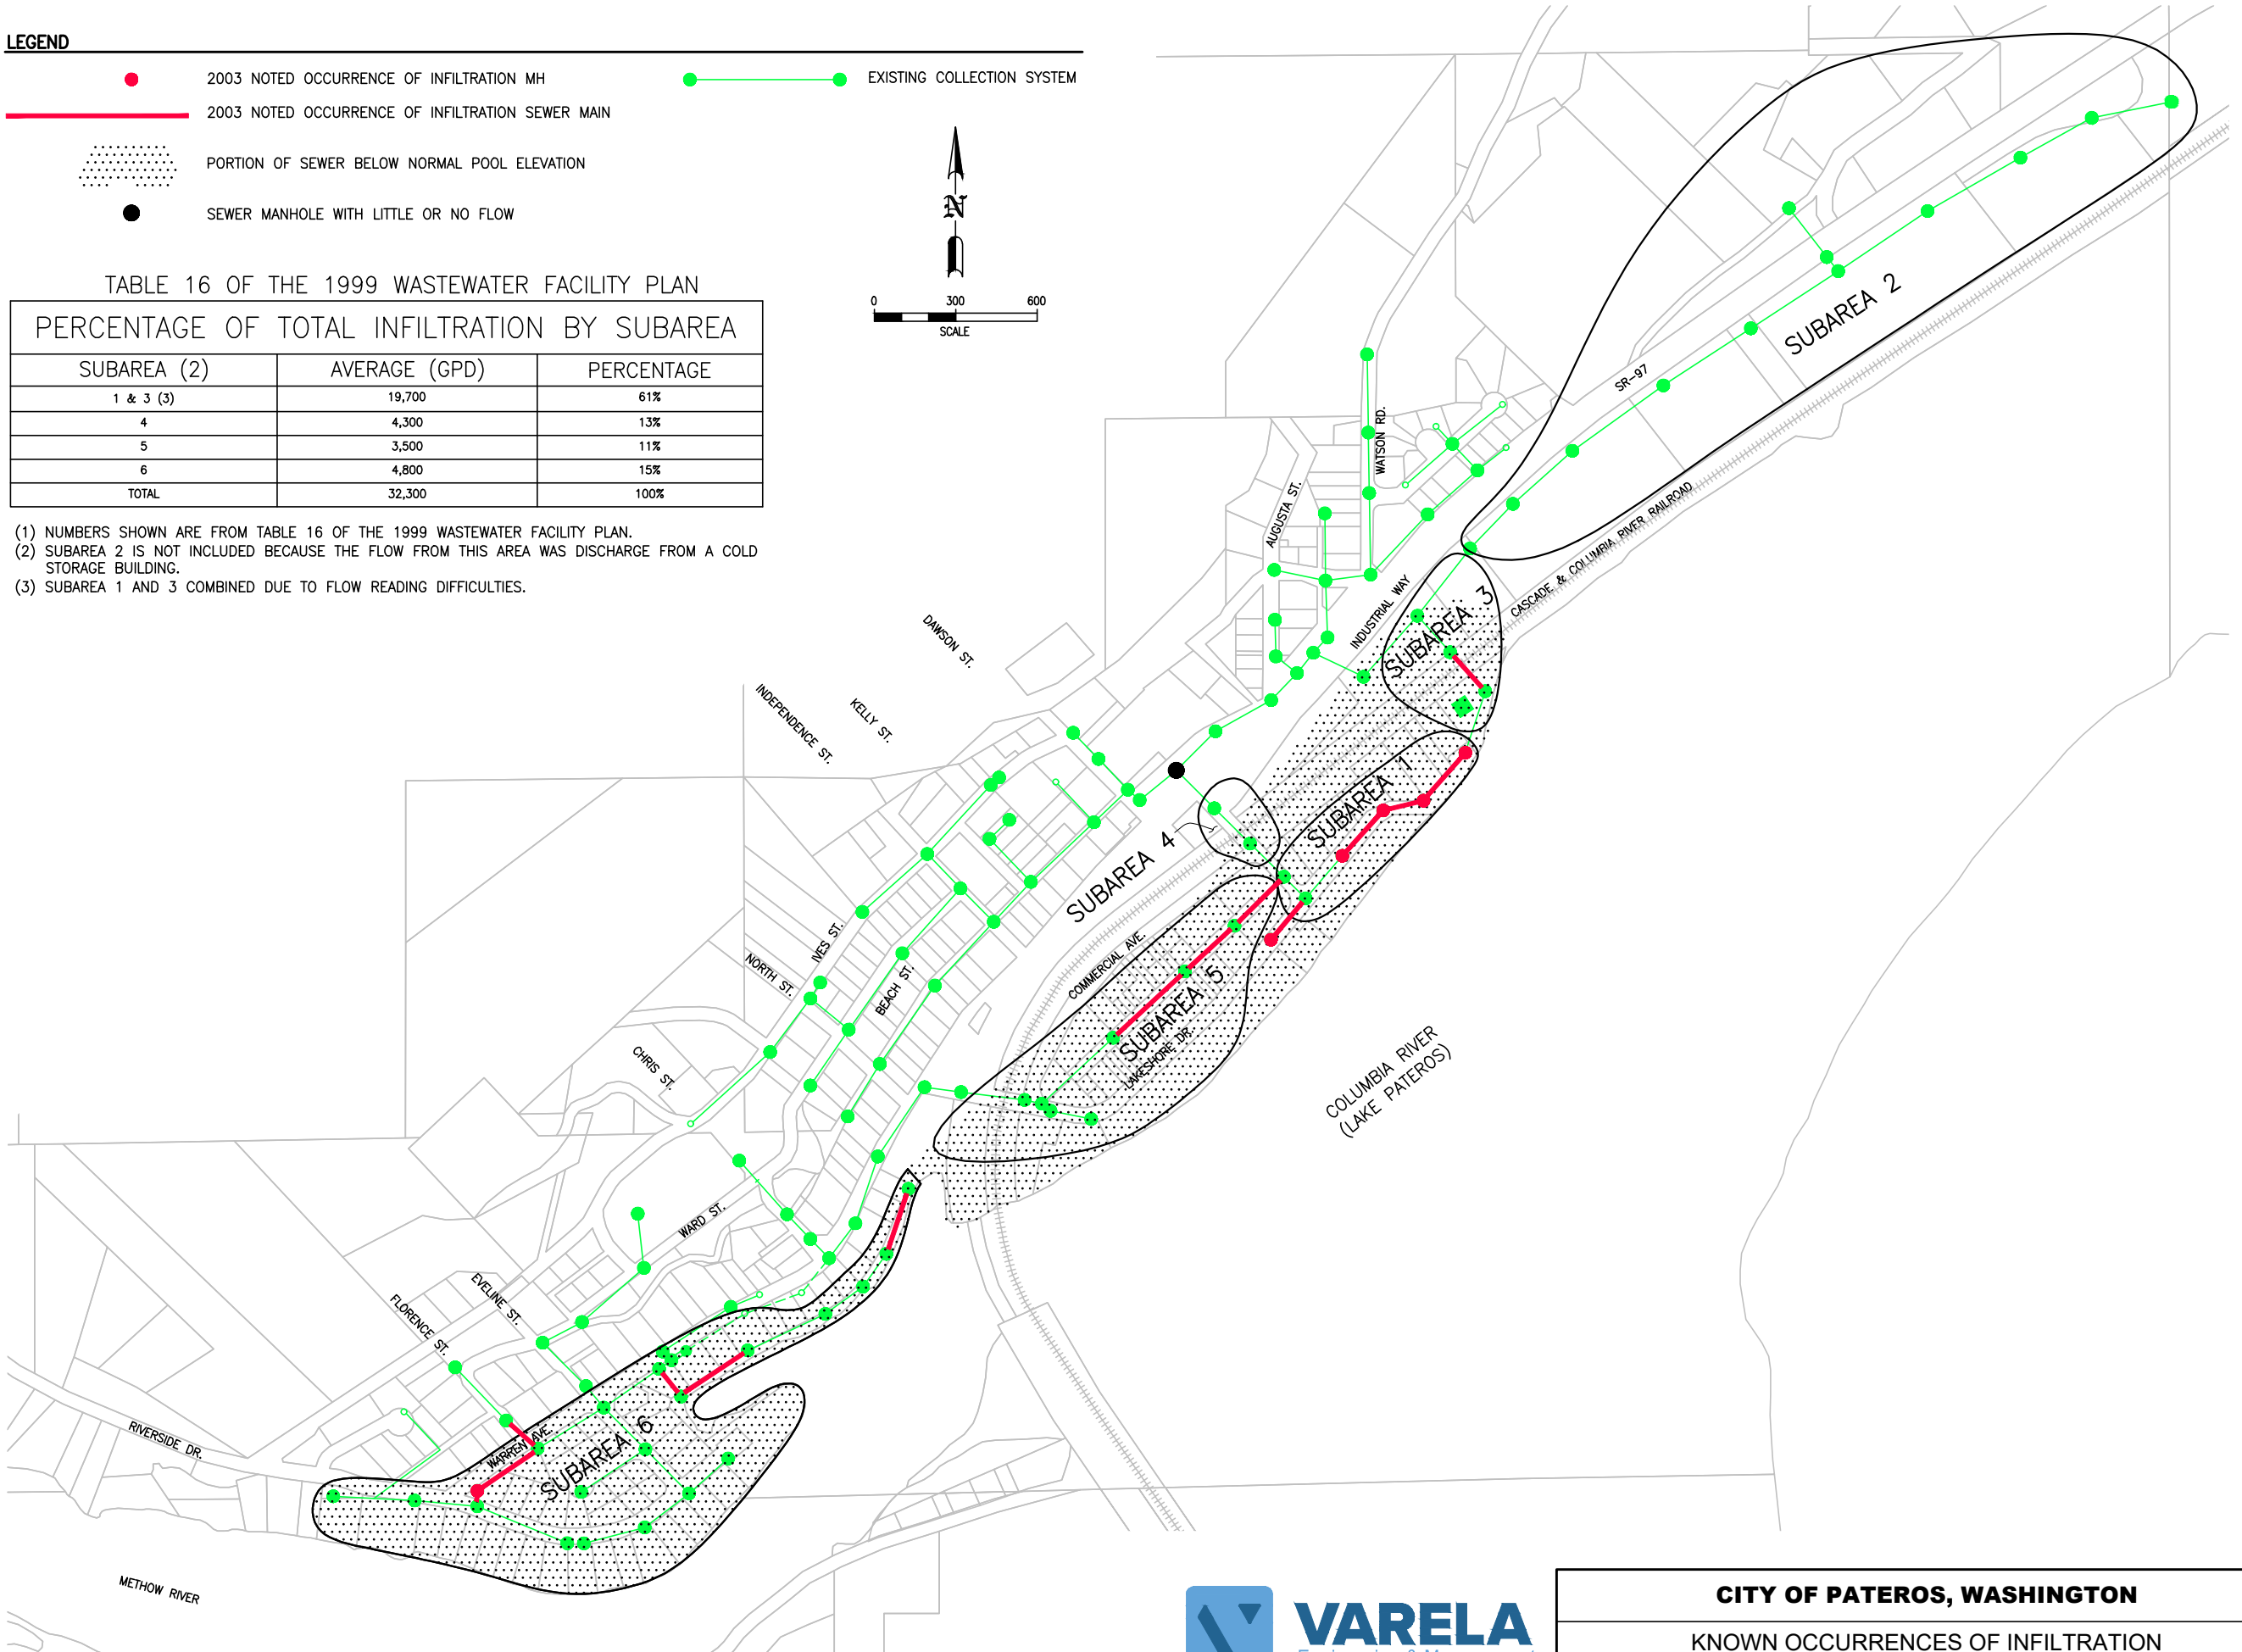 LEGEND
2003 NOTED OCCURRENCE OF INFILTRATION MH
EXISTING COLLECTION SYSTEM
2003 NOTED OCCURRENCE OF INFILTRATION SEWER MAIN
PORTION OF SEWER BELOW NORMAL POOL ELEVATION
SEWER MANHOLE WITH LITTLE OR NO FLOW
N
0 300 600
SCALE
TABLE 16 OF THE 1999 WASTEWATER FACILITY PLAN
PERCENTAGE OF TOTAL INFILTRATION BY SUBAREA
SUBAREA (2) AVERAGE (GPD) PERCENTAGE
1 & 3 (3) 19,700 61%
4 4,300 13%
5 3,500 11%
6 4,800 15%
TOTAL 32,300 100%
(1) NUMBERS SHOWN ARE FROM TABLE 16 OF THE 1999 WASTEWATER FACILITY PLAN.
(2) SUBAREA 2 IS NOT INCLUDED BECAUSE THE FLOW FROM THIS AREA WAS DISCHARGE FROM A COLD
STORAGE BUILDING.
(3) SUBAREA 1 AND 3 COMBINED DUE TO FLOW READING DIFFICULTIES.
SUBAREA 2
SR-97
WATSON RD.
AUGUSTA ST.
CASCADE & COLUMBIA RIVER RAILROAD
INDUSTRIAL WAY
SUBAREA 3
DAWSON ST.
KELLY ST.
INDEPENDENCE ST.
SUBAREA 1
SUBAREA 4
IVES ST.
NORTH ST.
BEACH ST.
COMMERCIAL AVE.
SUBAREA 5
LAKESHORE DR.
COLUMBIA RIVER
(LAKE PATEROS)
CHRIS ST.
WARD ST.
EVELINE ST.
FLORENCE ST.
RIVERSIDE DR.
WARREN AVE.
SUBAREA 6
METHOW RIVER
VARELA
CITY OF PATEROS, WASHINGTON
KNOWN OCCURRENCES OF INFILTRATION